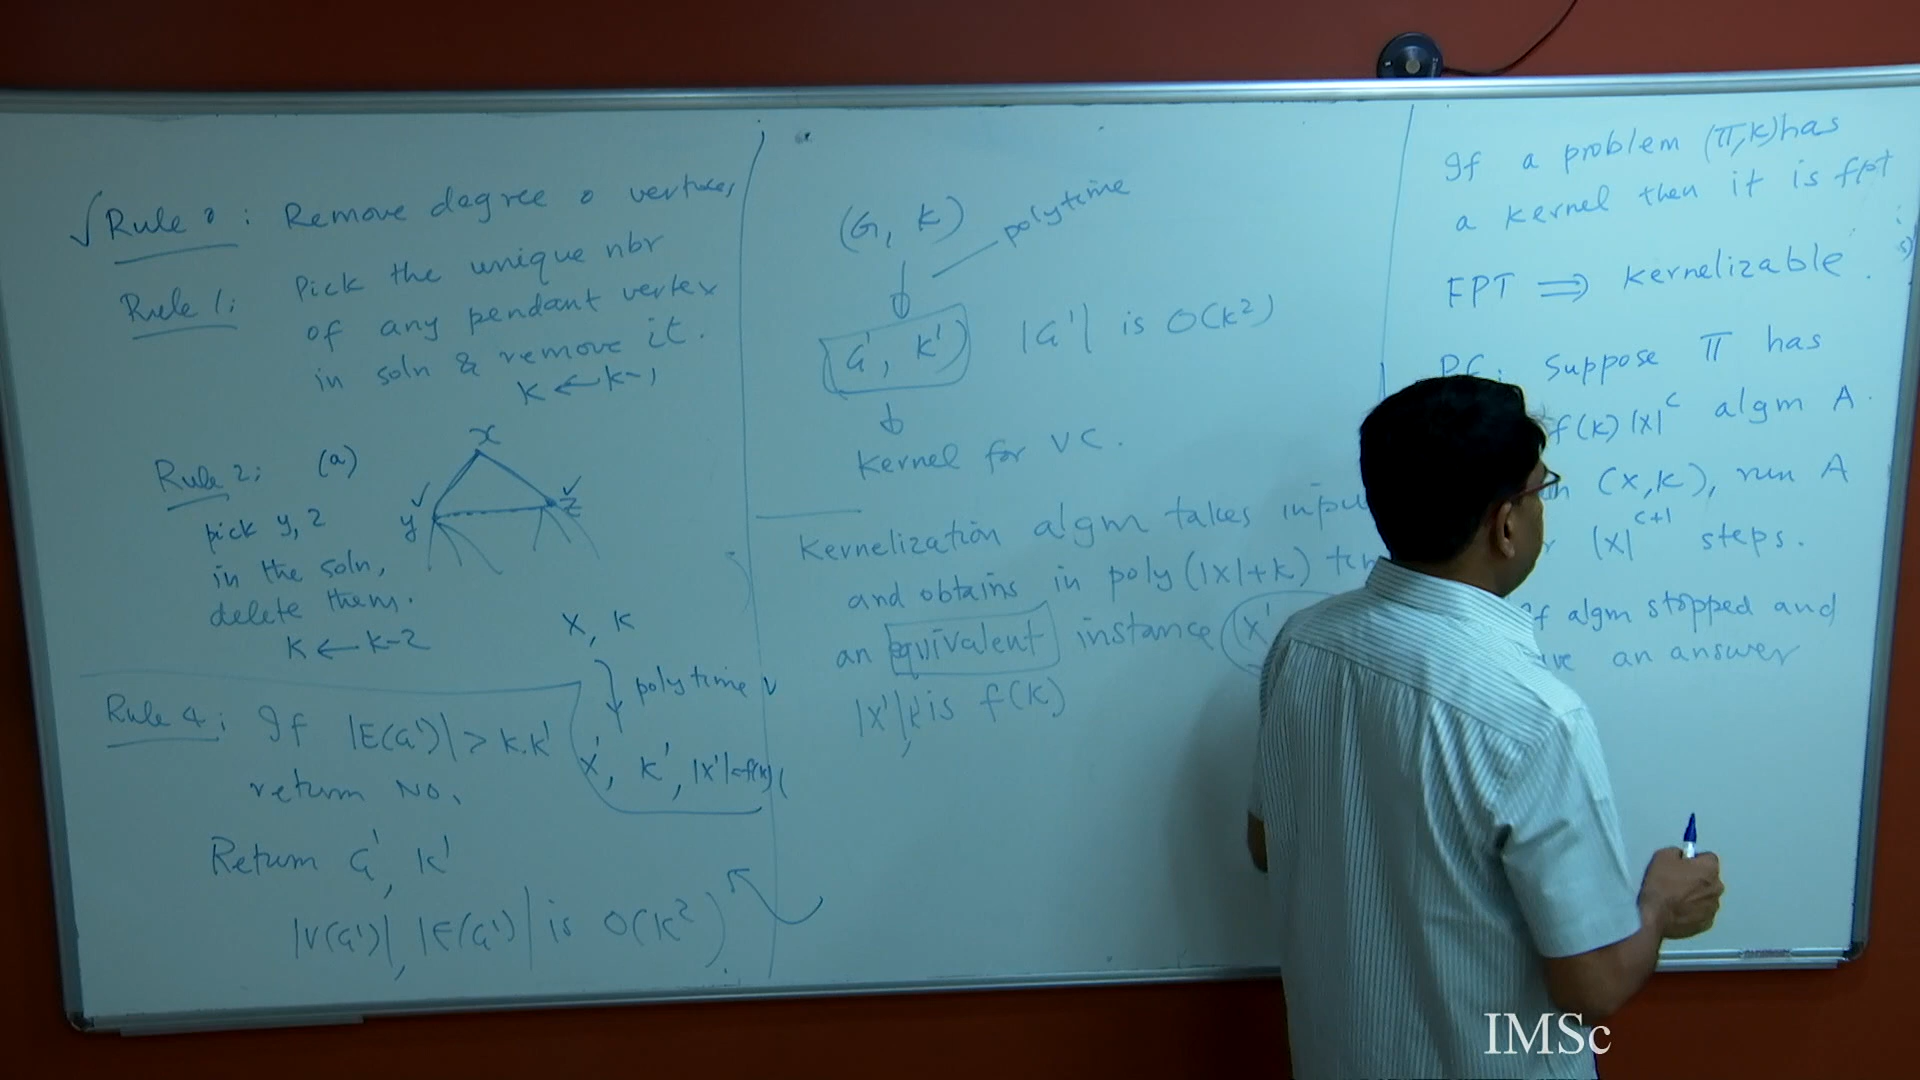 √Rule 0: Remove degree 0 vertices
Rule 1: Pick the unique nbr
of any pendant vertex
in soln & remove it.
k ← k-1
Rule 2: (a)
x
y
z
pick y, z
in the soln,
delete them.
k ← k-2
Rule 4: If |E(G')| > k.k'
return NO.
Return G', k'
|V(G')|, |E(G')| is O(k²)
x, k
poly time
x', k', |x'| ≤ f(k)
(G, k)
polytime
G', k')
|G'| is O(k²)
Kernel for VC.
Kernelization algm takes
and obtains in poly(|x|+k)
an equivalent instance (x'
|x'|, k' is f(k)
If a problem (π,k) has
a kernel then it is fpt
FPT ⇒ kernelizable.
Pf: Suppose π has
f(k)|x|^c algm A.
(x,k), run A
|x|^{c+1} steps.
algm stopped and
an answer
IMSc